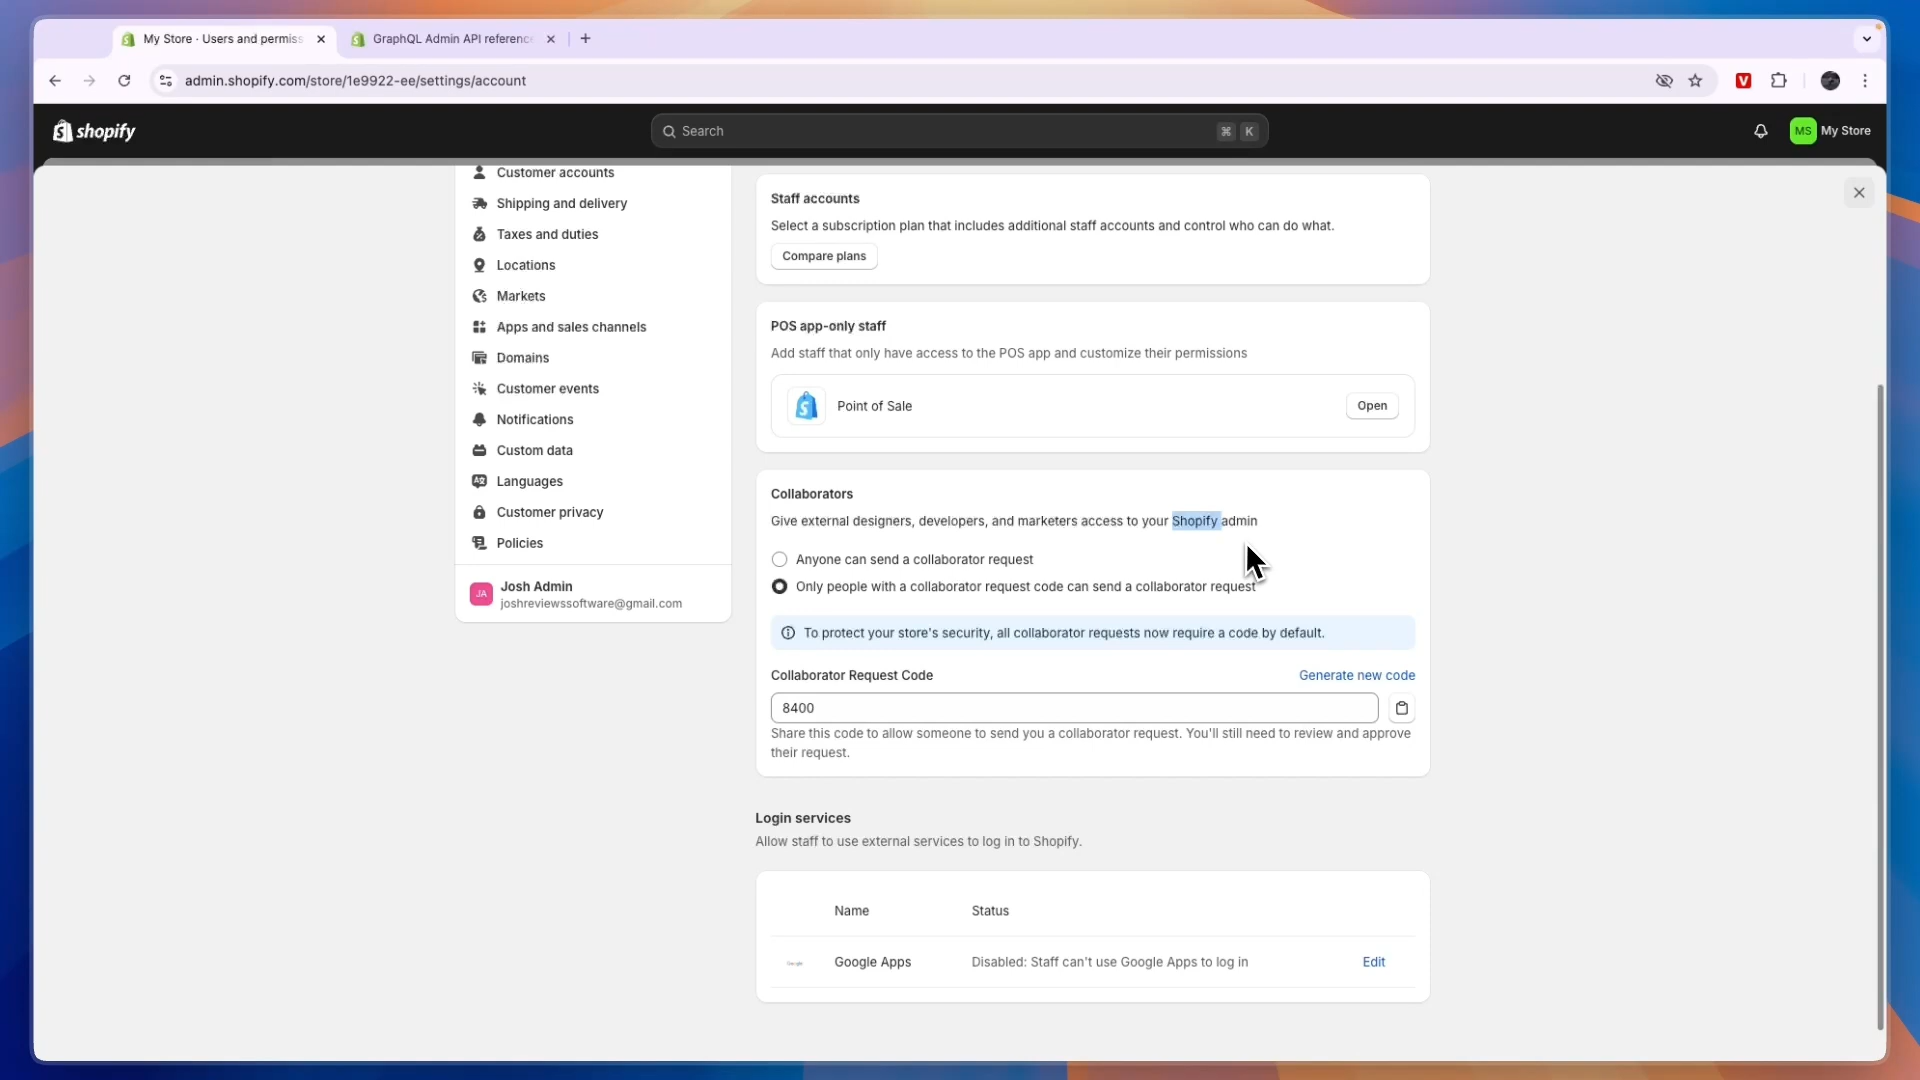 My Store · Users and permiss
GraphQL Admin API reference
admin.shopify.com/store/1e9922-ee/settings/account
V
shopify
Search
⌘ K
MS My Store
Customer accounts
Shipping and delivery
Taxes and duties
Locations
Markets
Apps and sales channels
Domains
Customer events
Notifications
Custom data
Languages
Customer privacy
Policies
JA
Josh Admin
joshreviewssoftware@gmail.com
Staff accounts
Select a subscription plan that includes additional staff accounts and control who can do what.
Compare plans
POS app-only staff
Add staff that only have access to the POS app and customize their permissions
Point of Sale
Open
Collaborators
Give external designers, developers, and marketers access to your Shopify admin
Anyone can send a collaborator request
Only people with a collaborator request code can send a collaborator request
To protect your store's security, all collaborator requests now require a code by default.
Collaborator Request Code
Generate new code
8400
Share this code to allow someone to send you a collaborator request. You'll still need to review and approve
their request.
Login services
Allow staff to use external services to log in to Shopify.
Name Status
Google Google Apps Disabled: Staff can't use Google Apps to log in Edit